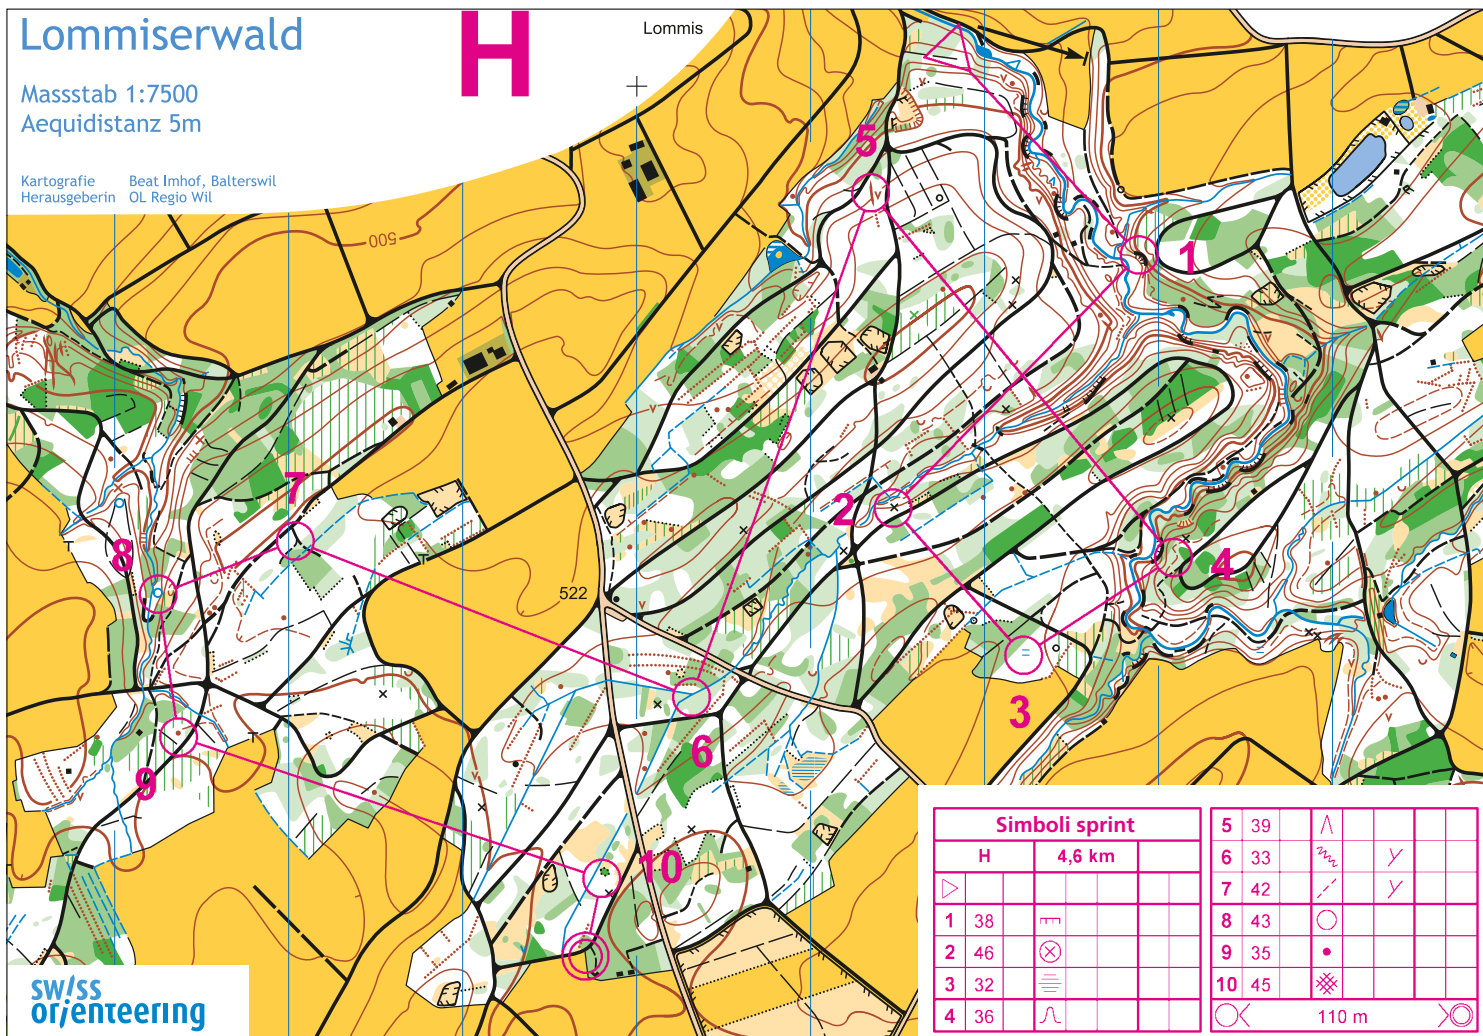 Lommiserwald
H
Lommis
Massstab 1:7500
Aequidistanz 5m
Kartografie Beat Imhof, Balterswil
Herausgeberin OL Regio Wil
500
5
1
7
2
8
4
522
3
6
9
10
Simboli sprint
H 4,6 km
1 38
2 46
3 32
4 36
5 39
6 33
7 42
8 43
9 35
10 45
110 m
swiss
orienteering